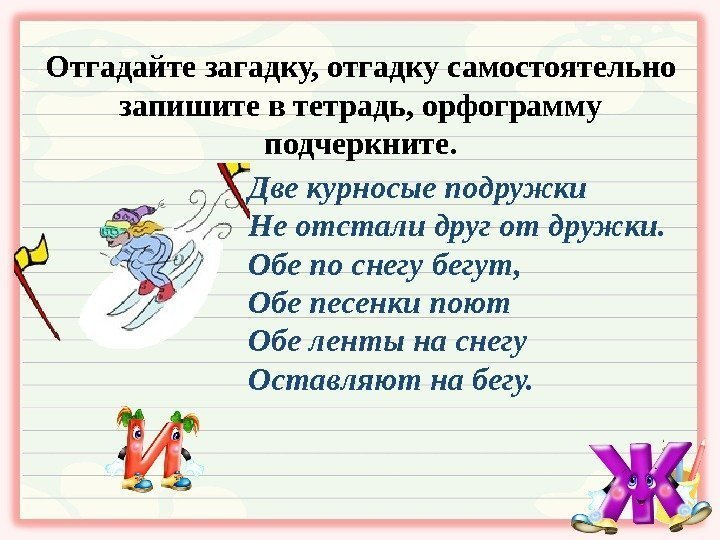 Отгадайте загадку, отгадку самостоятельно
запишите в тетрадь, орфограмму
подчеркните.
Две курносые подружки
Не отстали друг от дружки.
Обе по снегу бегут,
Обе песенки поют
Обе ленты на снегу
Оставляют на бегу.
И
Ж